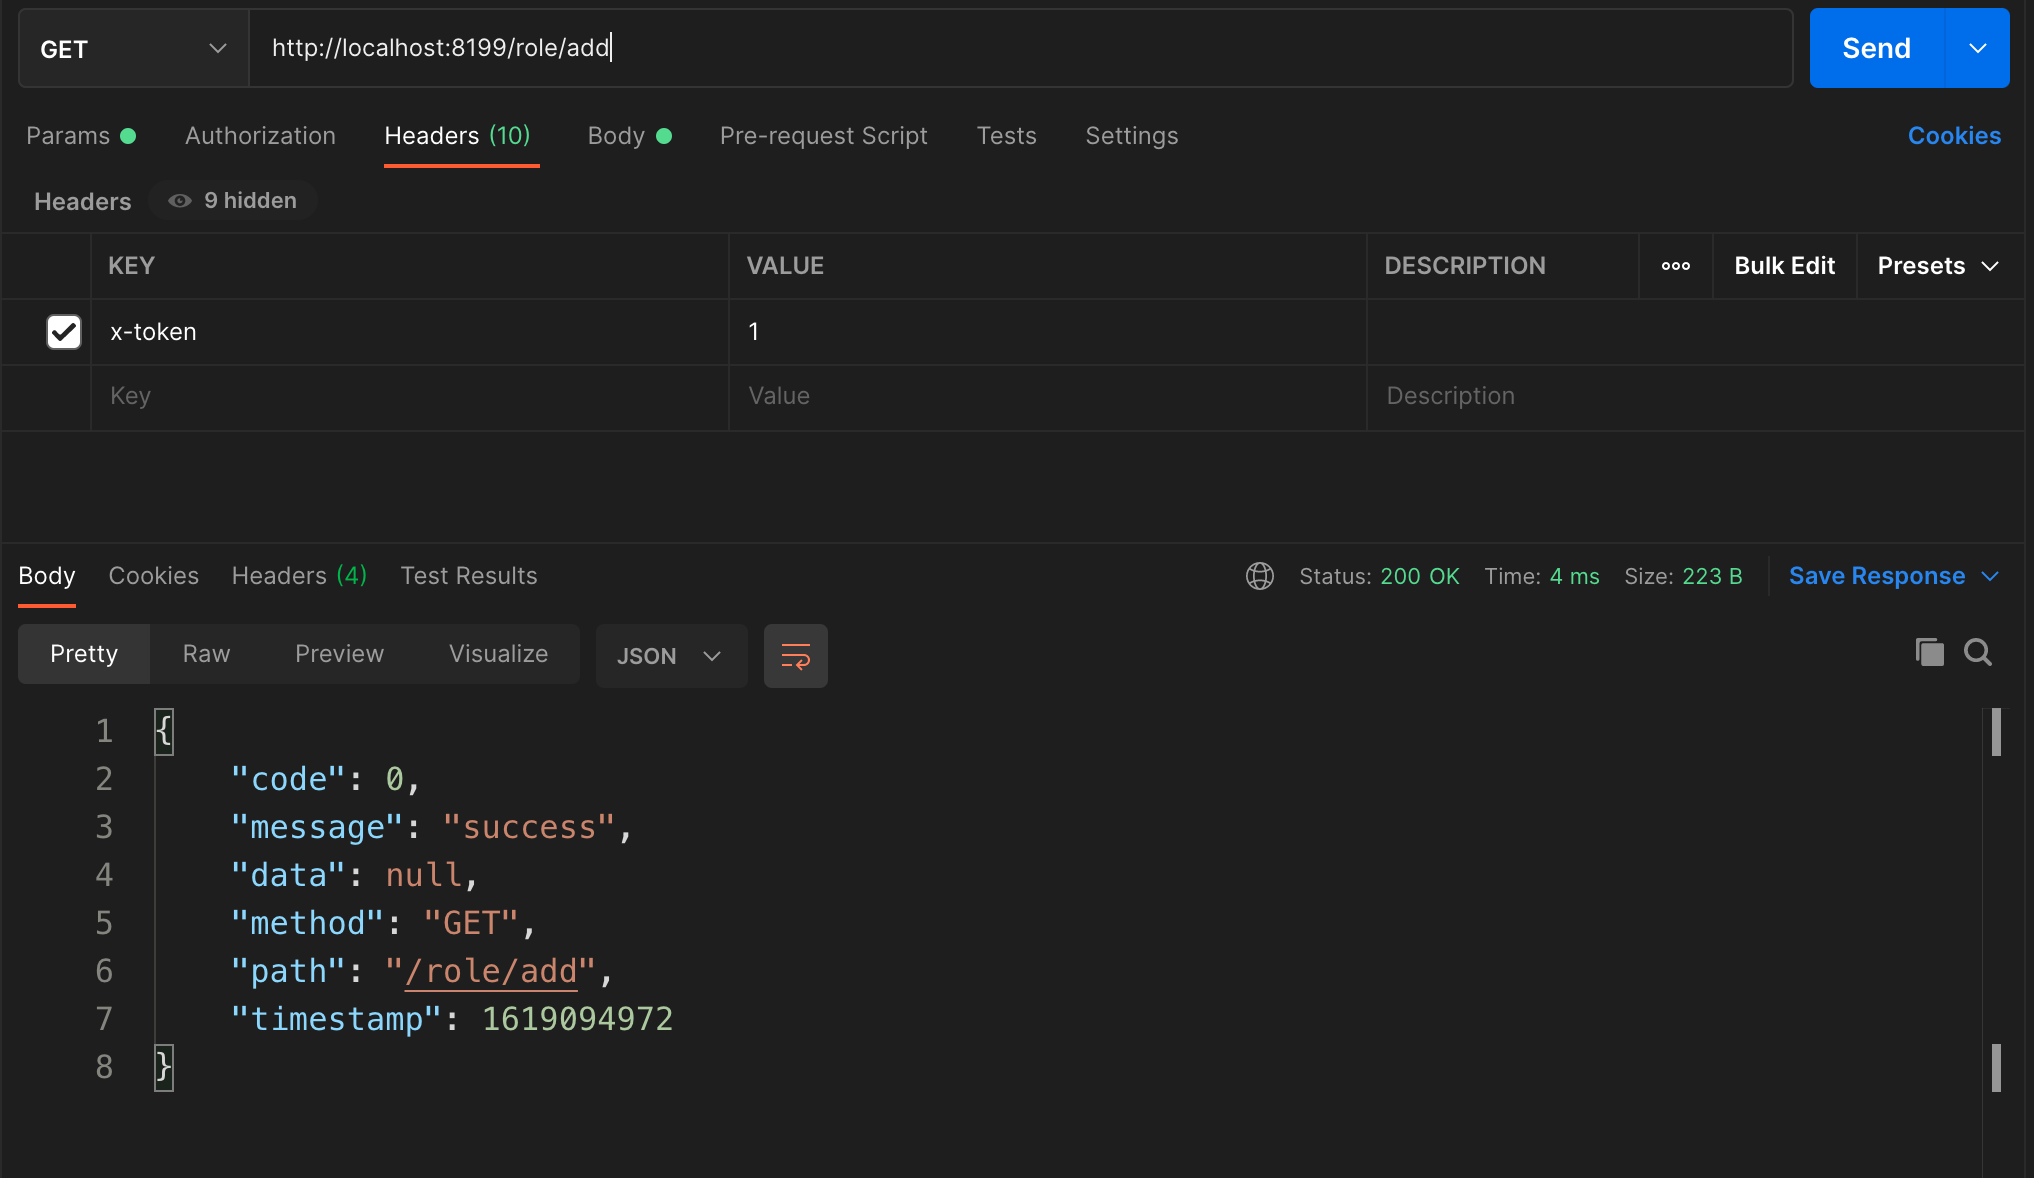 GET http://localhost:8199/role/add Send
Params Authorization Headers (10) Body Pre-request Script Tests Settings Cookies
Headers 9 hidden
KEY VALUE DESCRIPTION ooo Bulk Edit Presets
x-token 1
Key Value Description
Body Cookies Headers (4) Test Results Status: 200 OK Time: 4 ms Size: 223 B Save Response
Pretty Raw Preview Visualize JSON
1 {
2 "code": 0,
3 "message": "success",
4 "data": null,
5 "method": "GET",
6 "path": "/role/add",
7 "timestamp": 1619094972
8 }